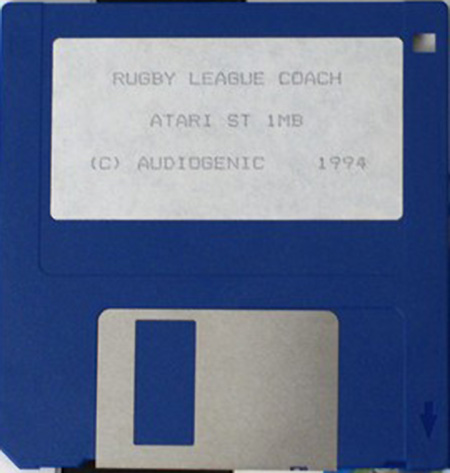 RUGBY LEAGUE COACH
ATARI ST 1MB
(C) AUDIOGENIC 1994